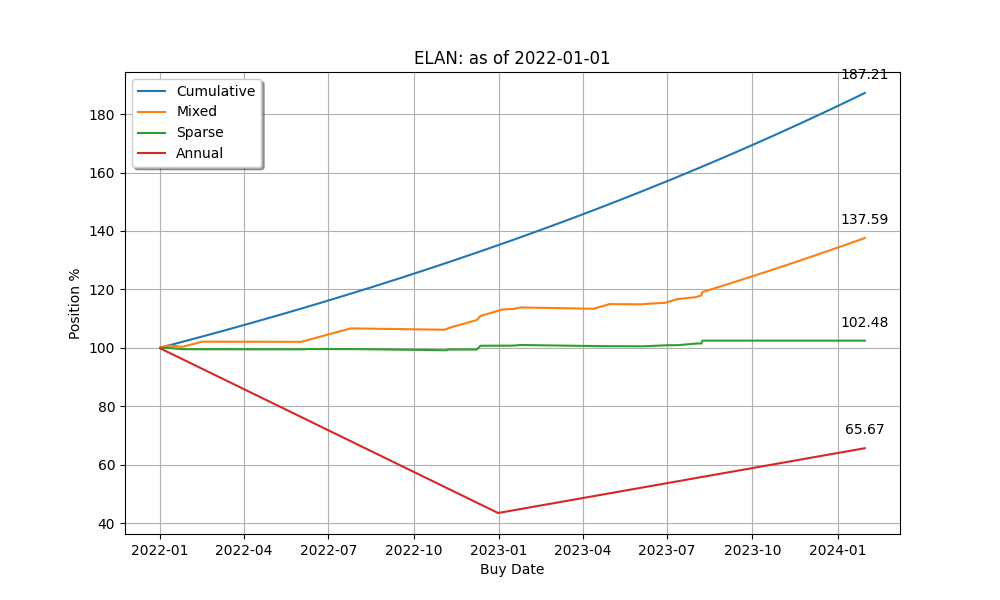 ELAN: as of 2022-01-01
187.21
Cumulative
Mixed
Sparse
Annual
137.59
102.48
65.67
180
160
140
120
100
80
60
40
Position %
2022-01 2022-04 2022-07 2022-10 2023-01 2023-04 2023-07 2023-10 2024-01
Buy Date